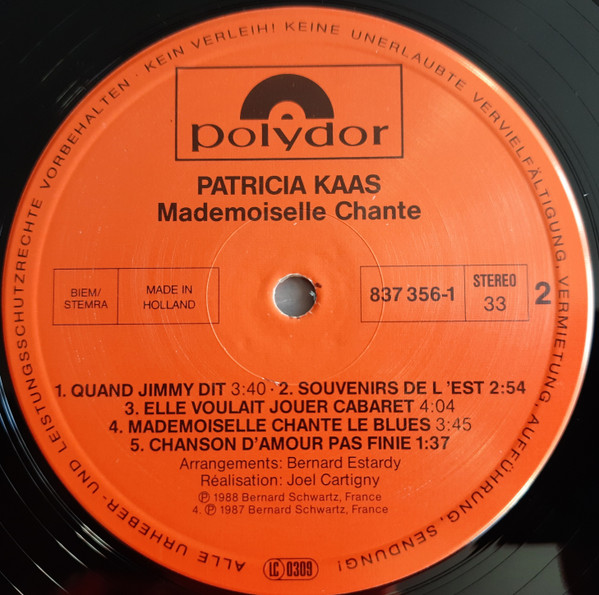 polydor
PATRICIA KAAS
Mademoiselle Chante
BIEM/
STEMRA
MADE IN
HOLLAND
837 356-1
STEREO
33
2
1. QUAND JIMMY DIT 3:40 · 2. SOUVENIRS DE L 'EST 2:54
3. ELLE VOULAIT JOUER CABARET 4:04
4. MADEMOISELLE CHANTE LE BLUES 3:45
5. CHANSON D'AMOUR PAS FINIE 1:37
Arrangements: Bernard Estardy
Réalisation: Joel Cartigny
℗ 1988 Bernard Schwartz, France
4. ℗ 1987 Bernard Schwartz, France
LC 0309
ALLE URHEBER- UND LEISTUNGSSCHUTZRECHTE VORBEHALTEN · KEIN VERLEIH! KEINE UNERLAUBTE VERVIELFÄLTIGUNG, VERMIETUNG, AUFFÜHRUNG, SENDUNG!